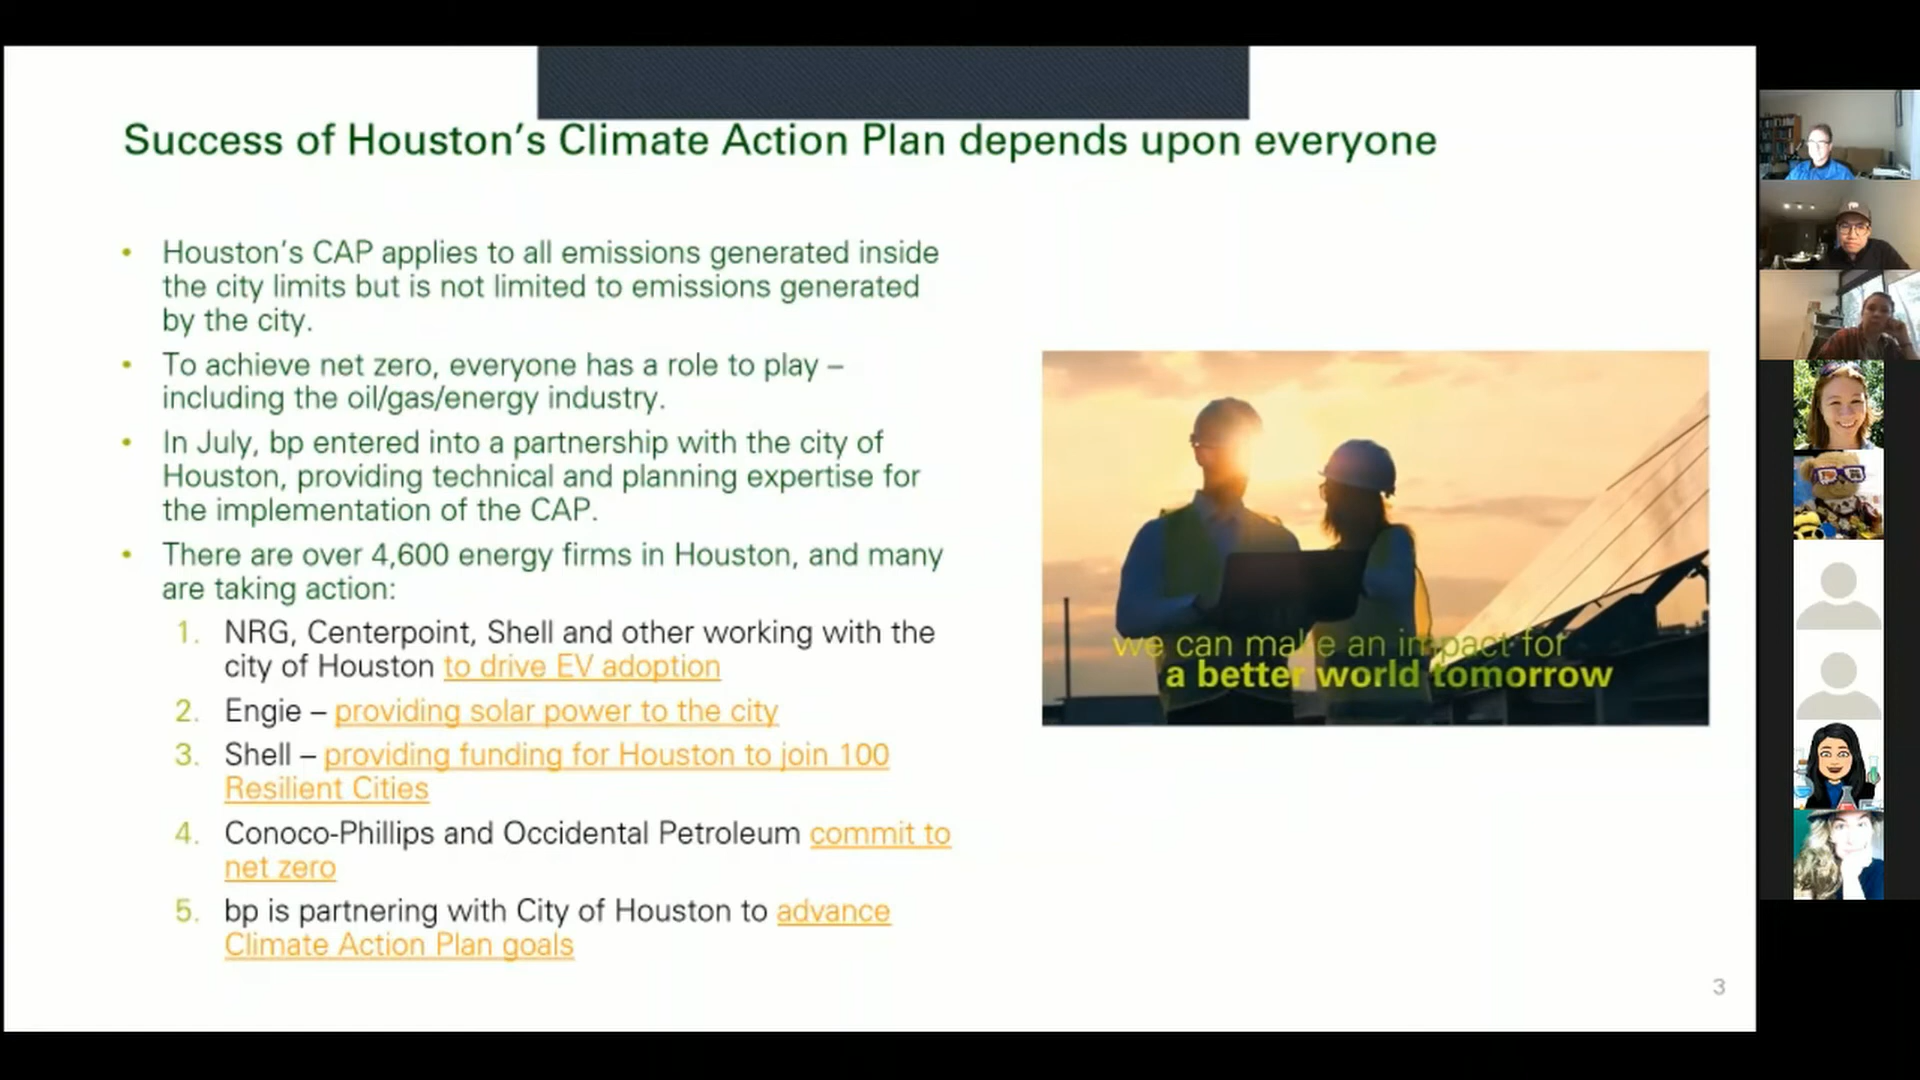 Success of Houston's Climate Action Plan depends upon everyone
• Houston's CAP applies to all emissions generated inside
the city limits but is not limited to emissions generated
by the city.
• To achieve net zero, everyone has a role to play –
including the oil/gas/energy industry.
• In July, bp entered into a partnership with the city of
Houston, providing technical and planning expertise for
the implementation of the CAP.
• There are over 4,600 energy firms in Houston, and many
are taking action:
1. NRG, Centerpoint, Shell and other working with the
city of Houston to drive EV adoption
2. Engie – providing solar power to the city
3. Shell – providing funding for Houston to join 100
Resilient Cities
4. Conoco-Phillips and Occidental Petroleum commit to
net zero
5. bp is partnering with City of Houston to advance
Climate Action Plan goals
we can make an impact for
a better world tomorrow
3